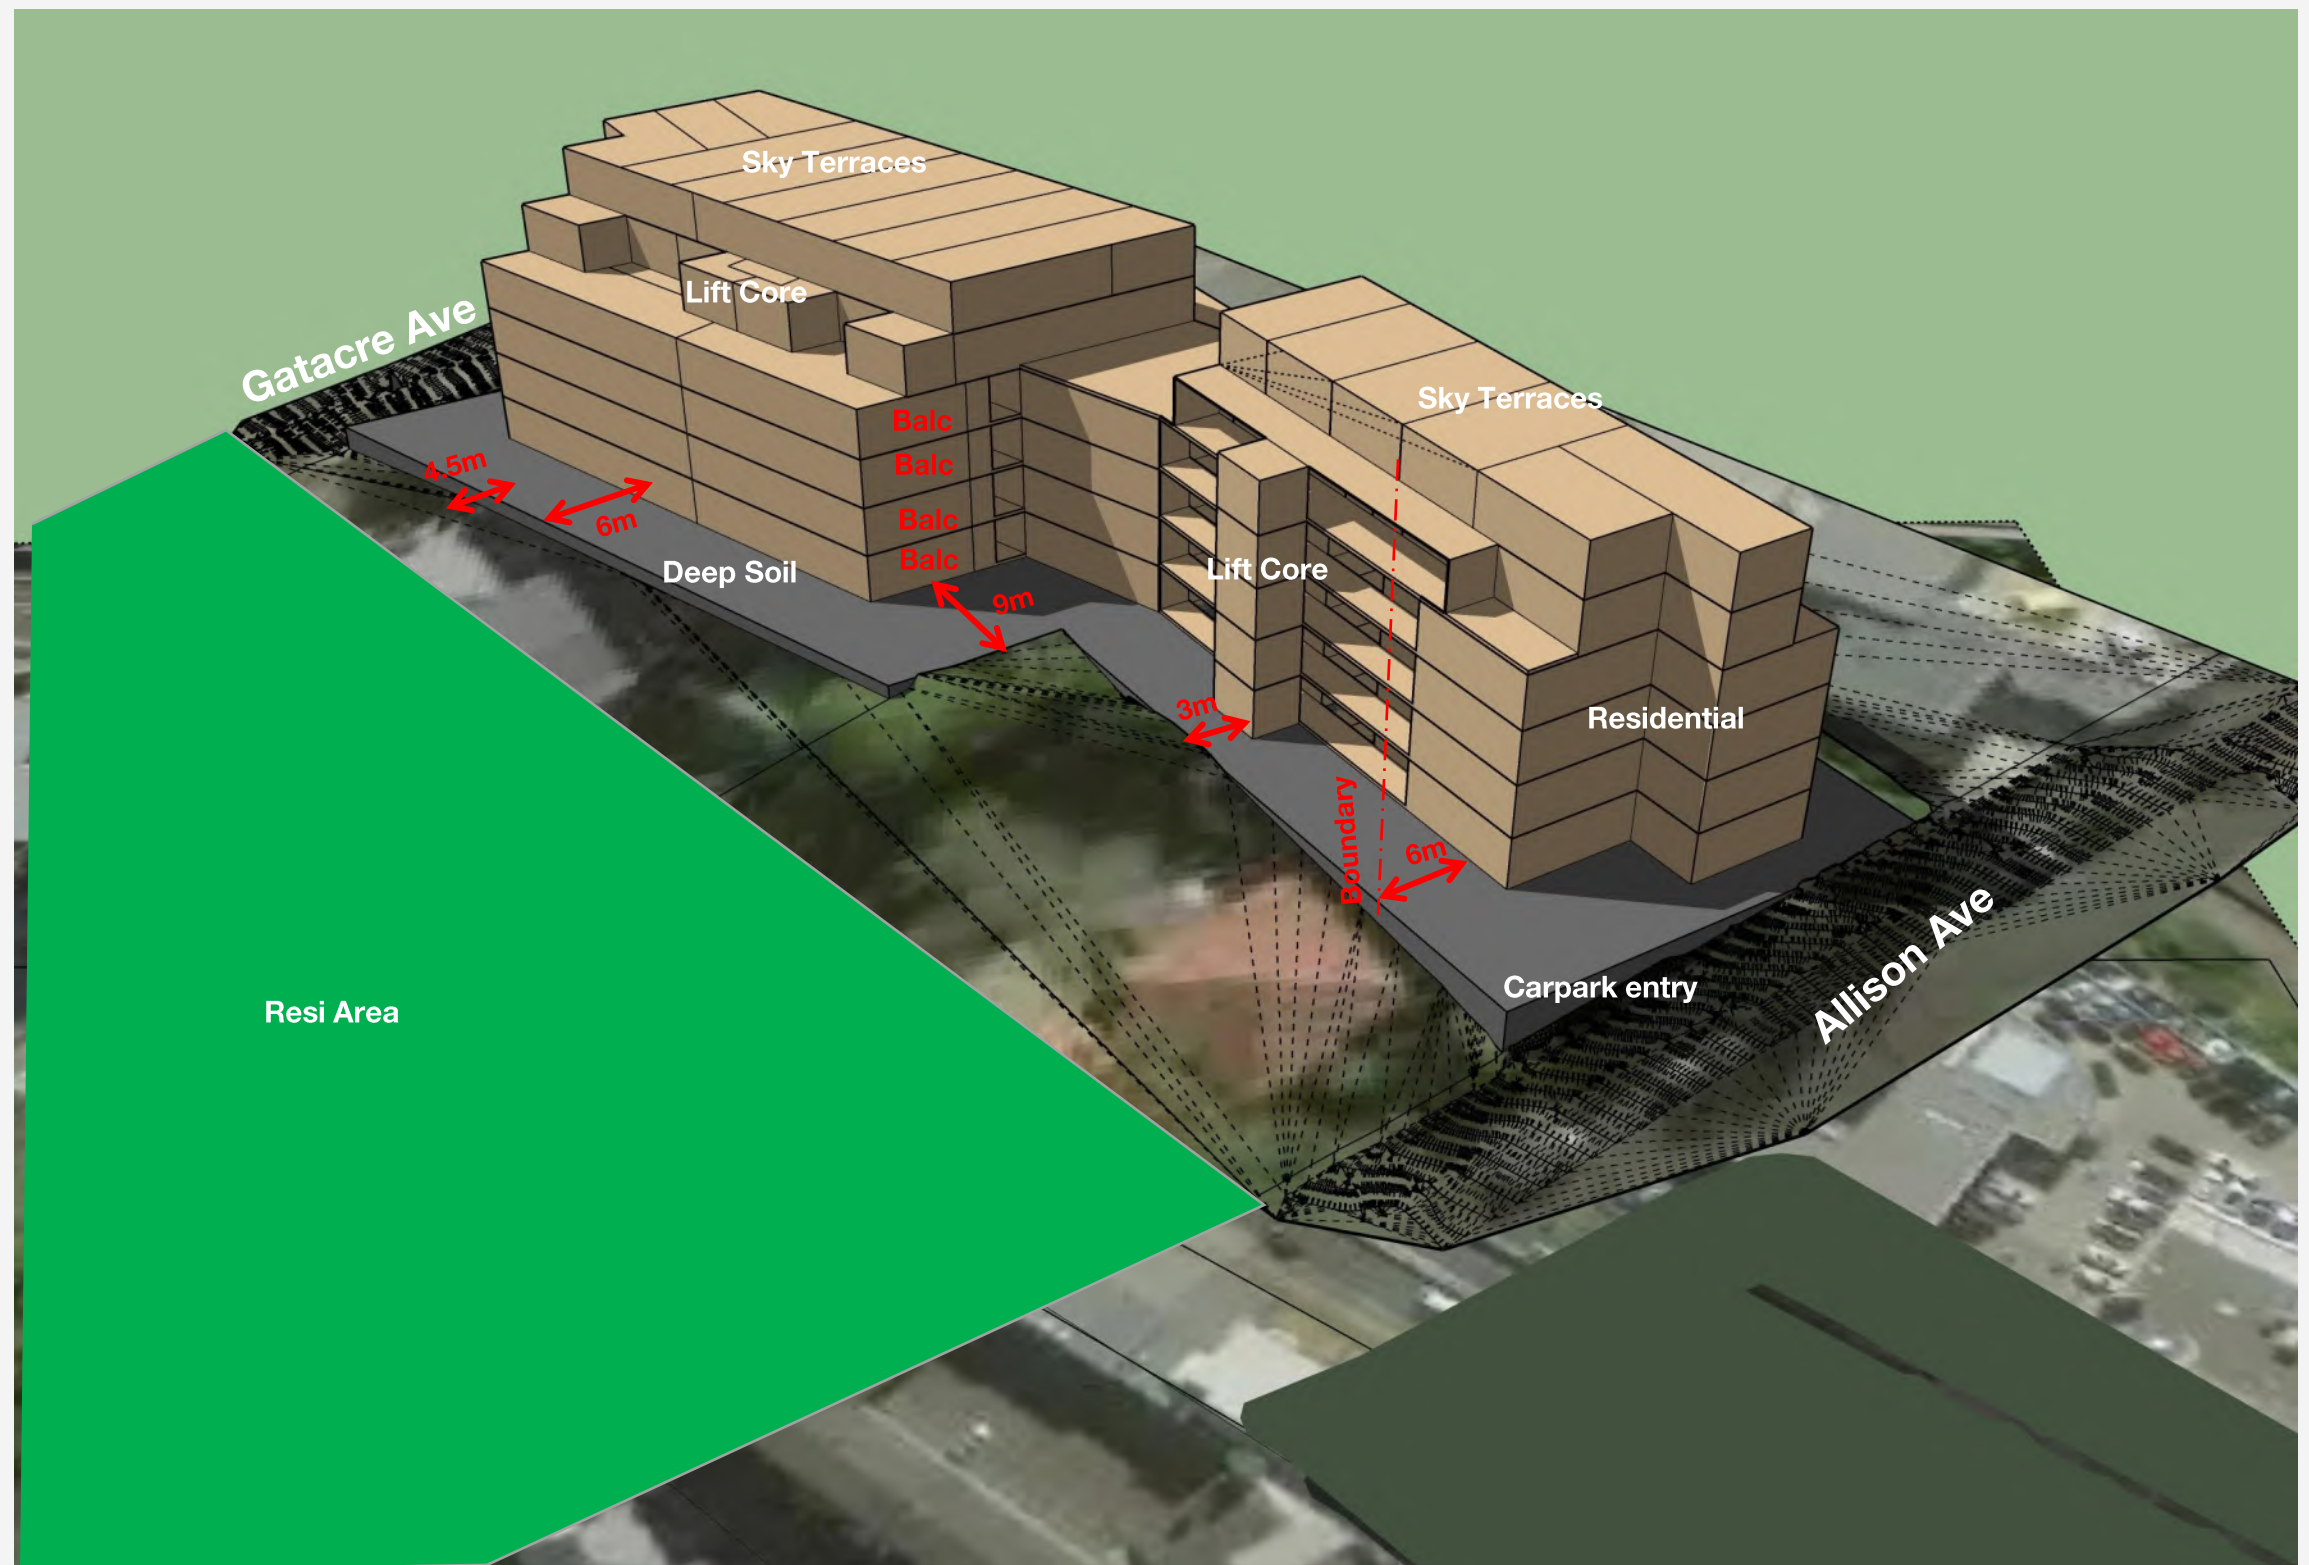 Sky Terraces
Lift Core
Gatacre Ave
Sky Terraces
Balc
Balc
4.5m
Balc
6m
Balc
Deep Soil
Lift Core
9m
3m
Residential
Boundary
6m
Carpark entry
Allison Ave
Resi Area